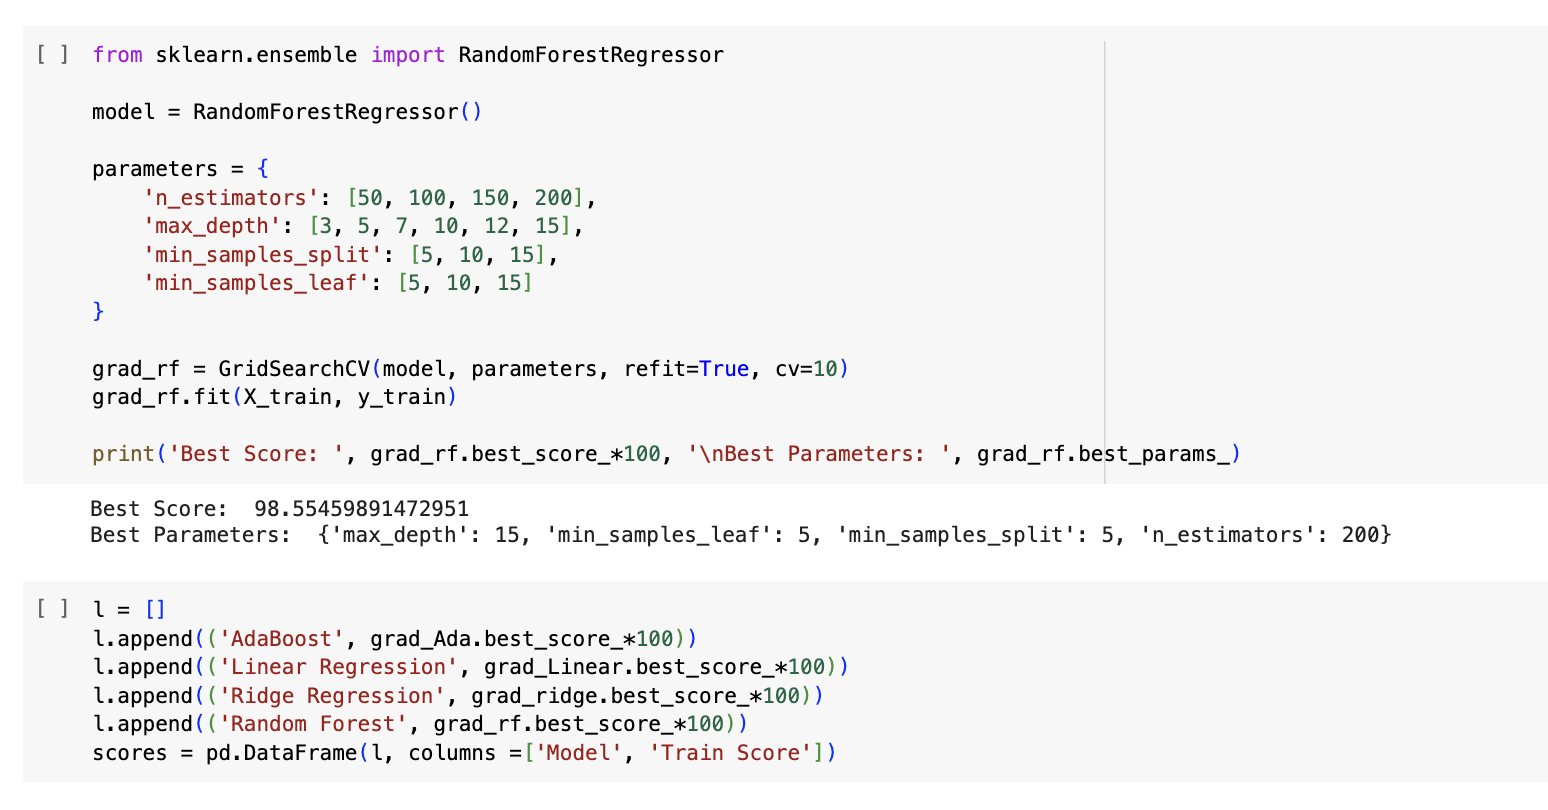 [ ] from sklearn.ensemble import RandomForestRegressor
model = RandomForestRegressor()
parameters = {
    'n_estimators': [50, 100, 150, 200],
    'max_depth': [3, 5, 7, 10, 12, 15],
    'min_samples_split': [5, 10, 15],
    'min_samples_leaf': [5, 10, 15]
}
grad_rf = GridSearchCV(model, parameters, refit=True, cv=10)
grad_rf.fit(X_train, y_train)
print('Best Score: ', grad_rf.best_score_*100, '\nBest Parameters: ', grad_rf.best_params_)
Best Score:  98.55459891472951
Best Parameters:  {'max_depth': 15, 'min_samples_leaf': 5, 'min_samples_split': 5, 'n_estimators': 200}
[ ] l = []
l.append(('AdaBoost', grad_Ada.best_score_*100))
l.append(('Linear Regression', grad_Linear.best_score_*100))
l.append(('Ridge Regression', grad_ridge.best_score_*100))
l.append(('Random Forest', grad_rf.best_score_*100))
scores = pd.DataFrame(l, columns =['Model', 'Train Score'])